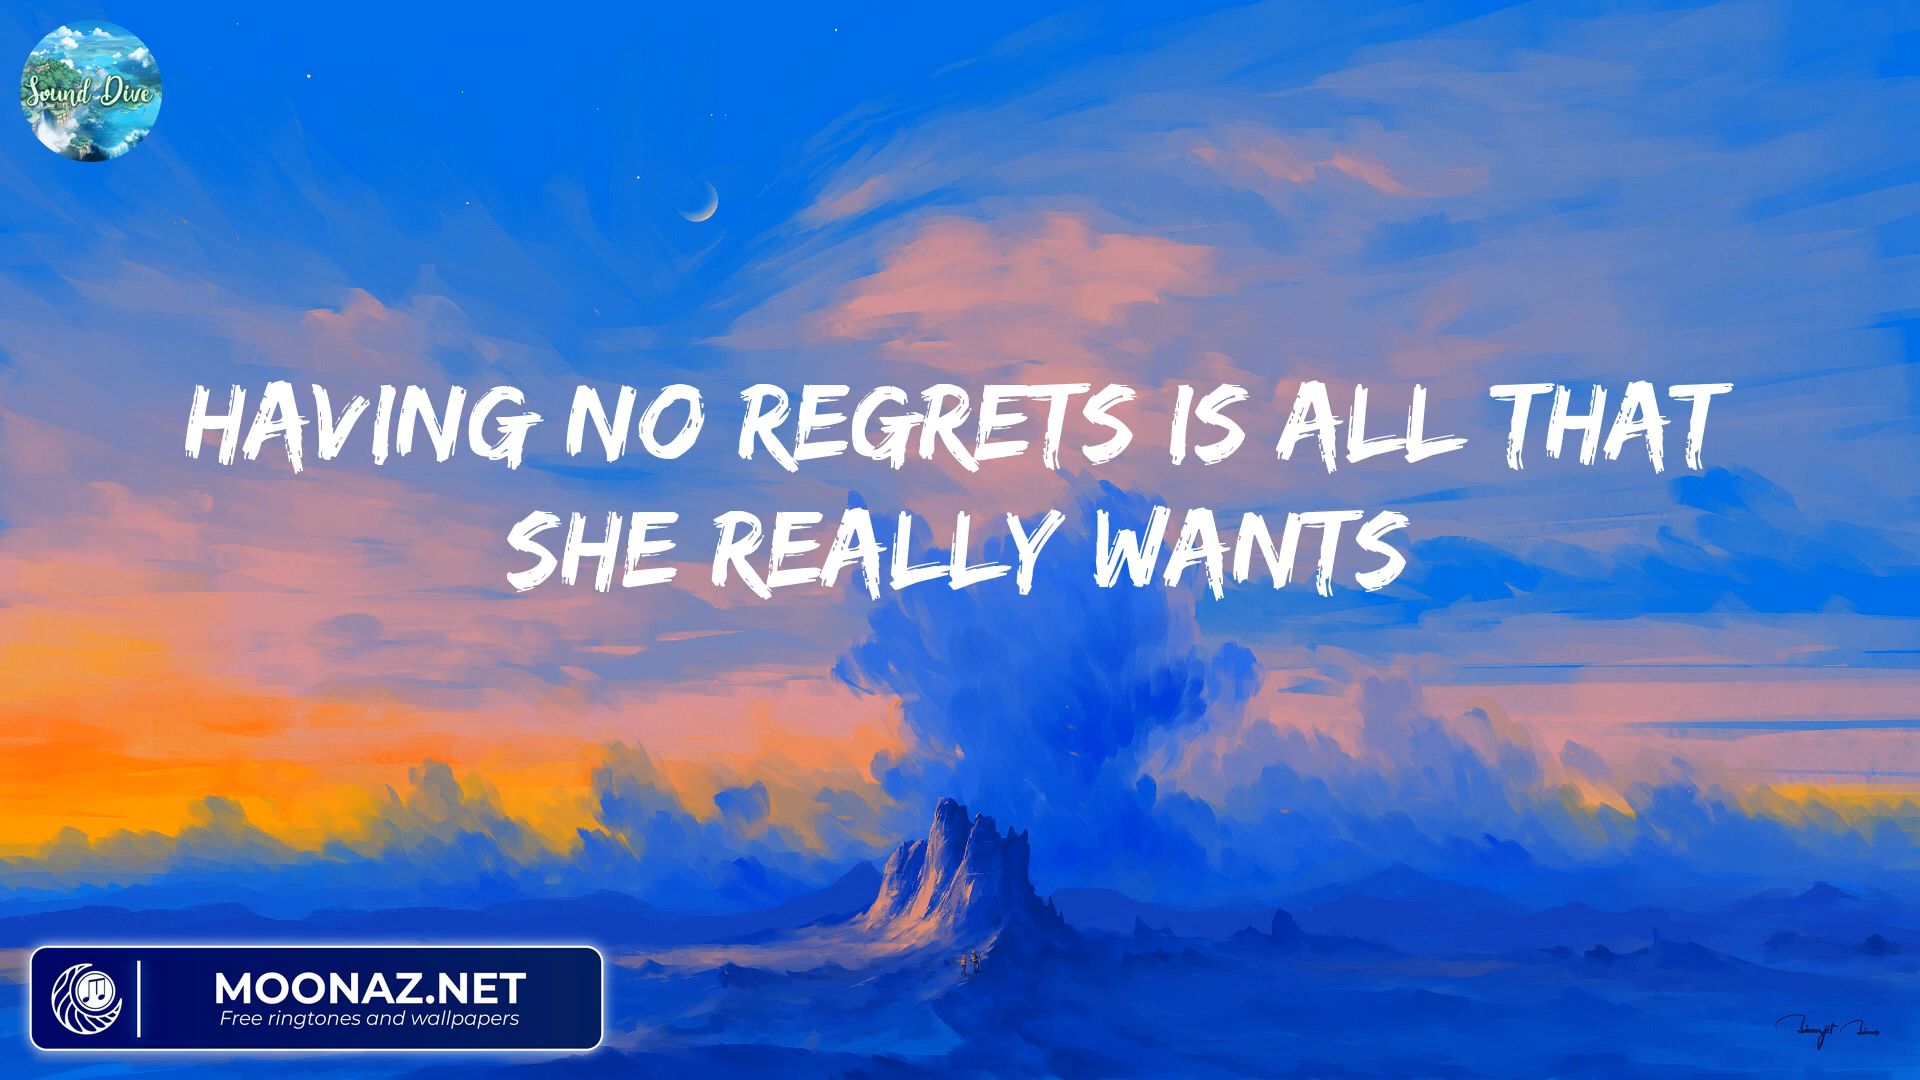 Sound Dive
HAVING NO REGRETS IS ALL THAT
SHE REALLY WANTS
MOONAZ.NET
Free ringtones and wallpapers